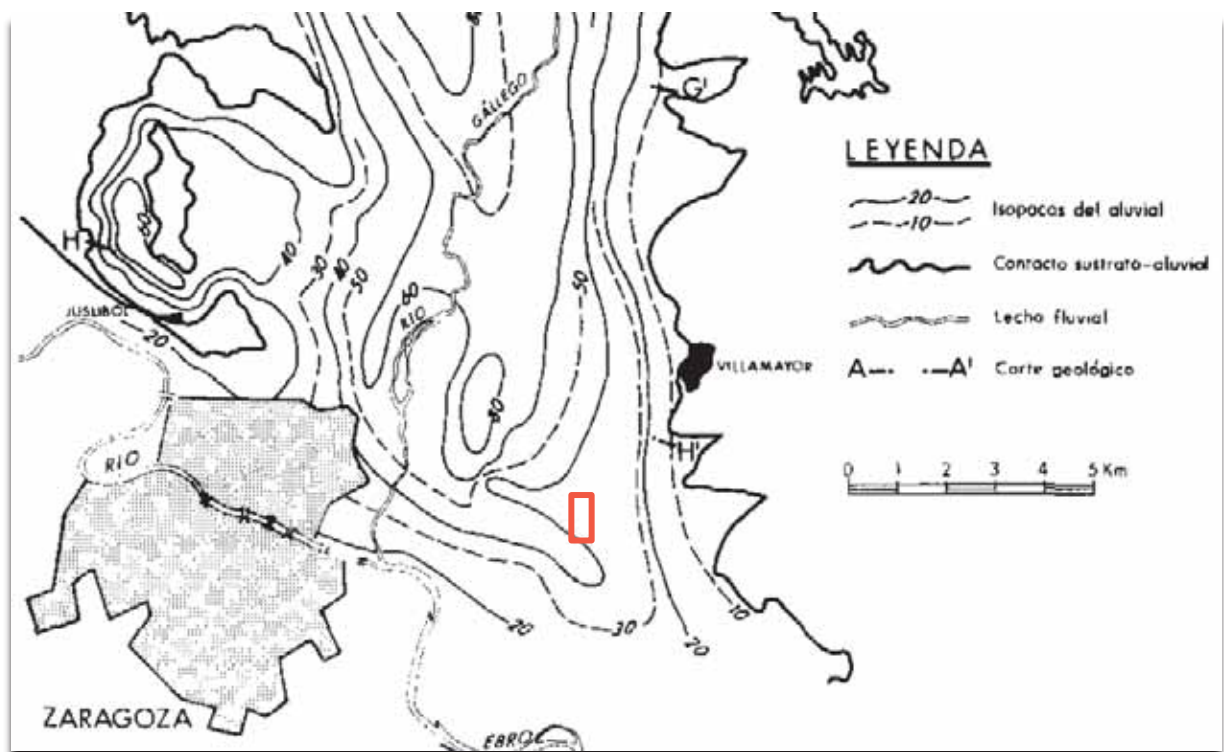 GÁLLEGO
G'
LEYENDA
20
10
Isopacas del aluvial
60
H
40
30
40
50
50
Contacto sustrato-aluvial
JUSLIBOL
20
60
RIO
Lecho fluvial
VILLAMAYOR
A A' Corte geológico
H'
RIO
0 1 2 3 4 5 Km
20
30
10
20
ZARAGOZA
EBRO